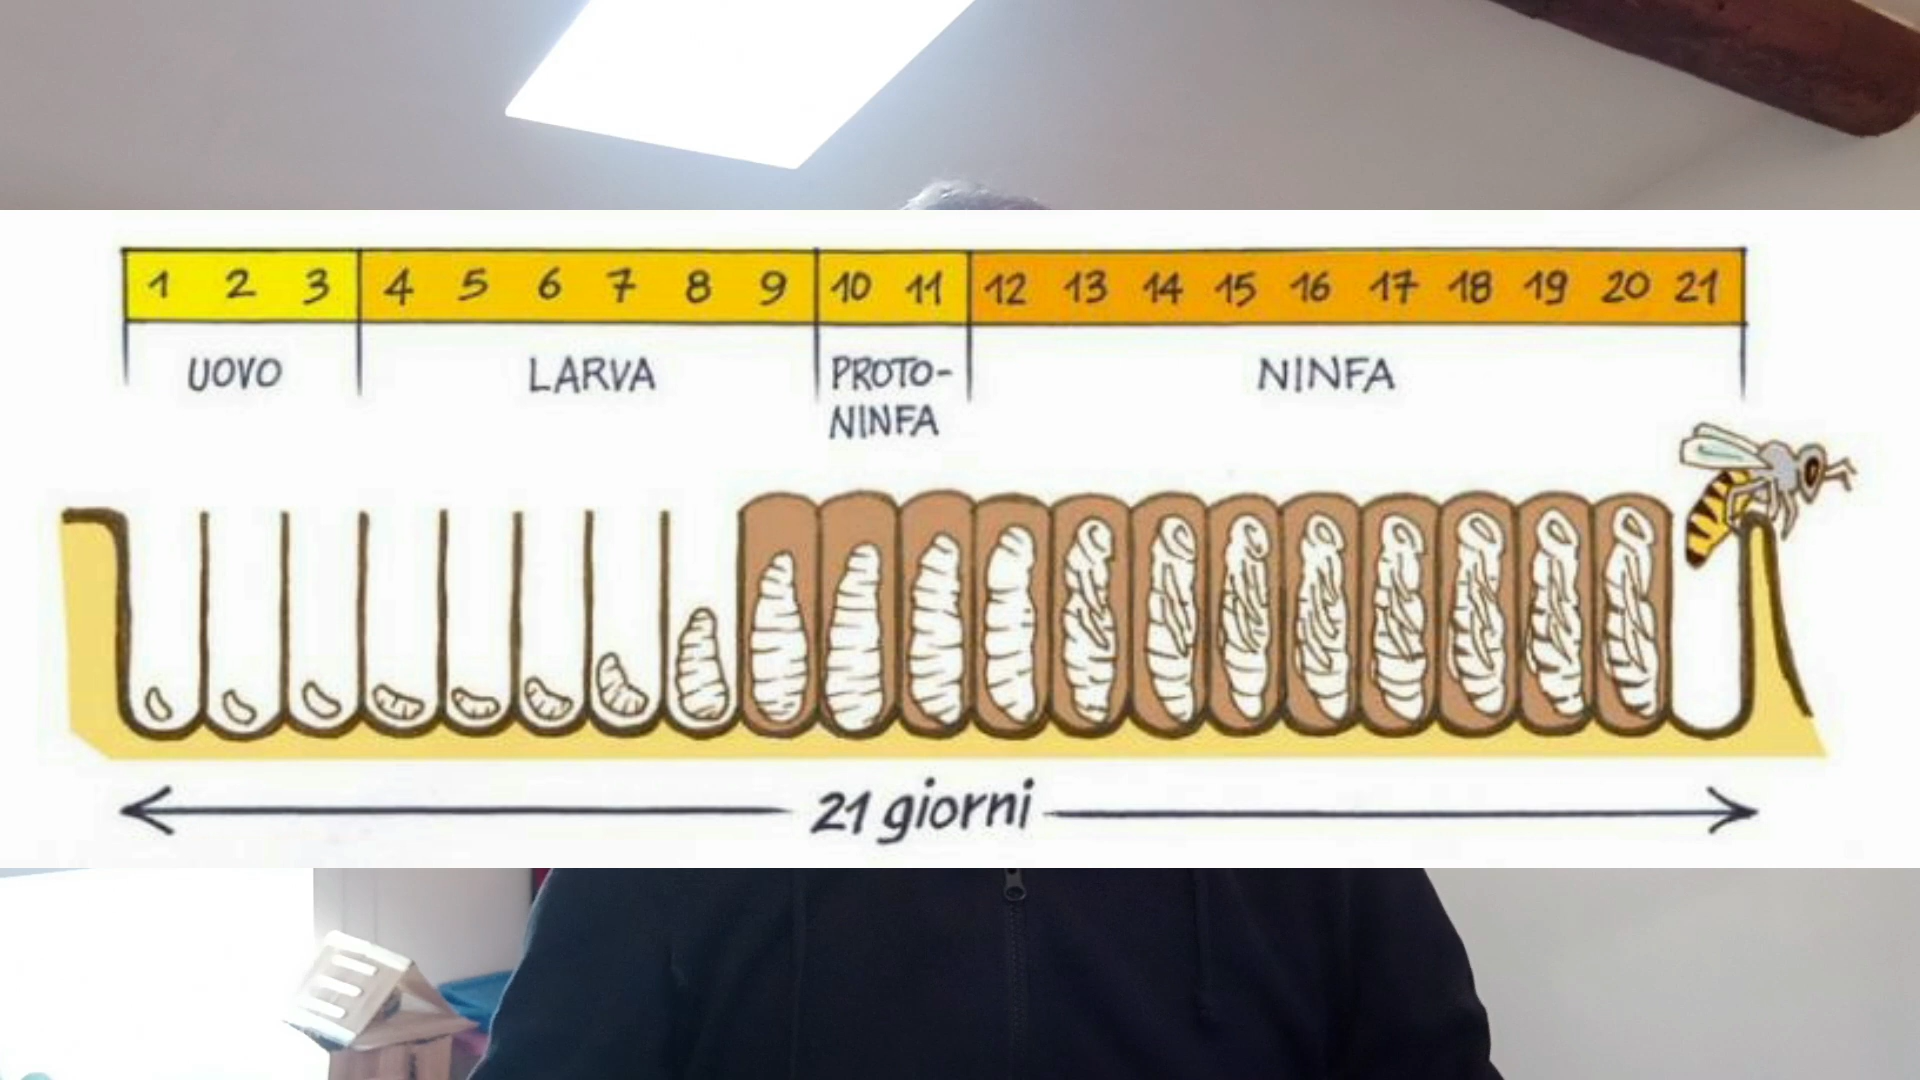 1 2 3 4 5 6 7 8 9 10 11 12 13 14 15 16 17 18 19 20 21
UOVO LARVA PROTO- NINFA
NINFA
21 giorni